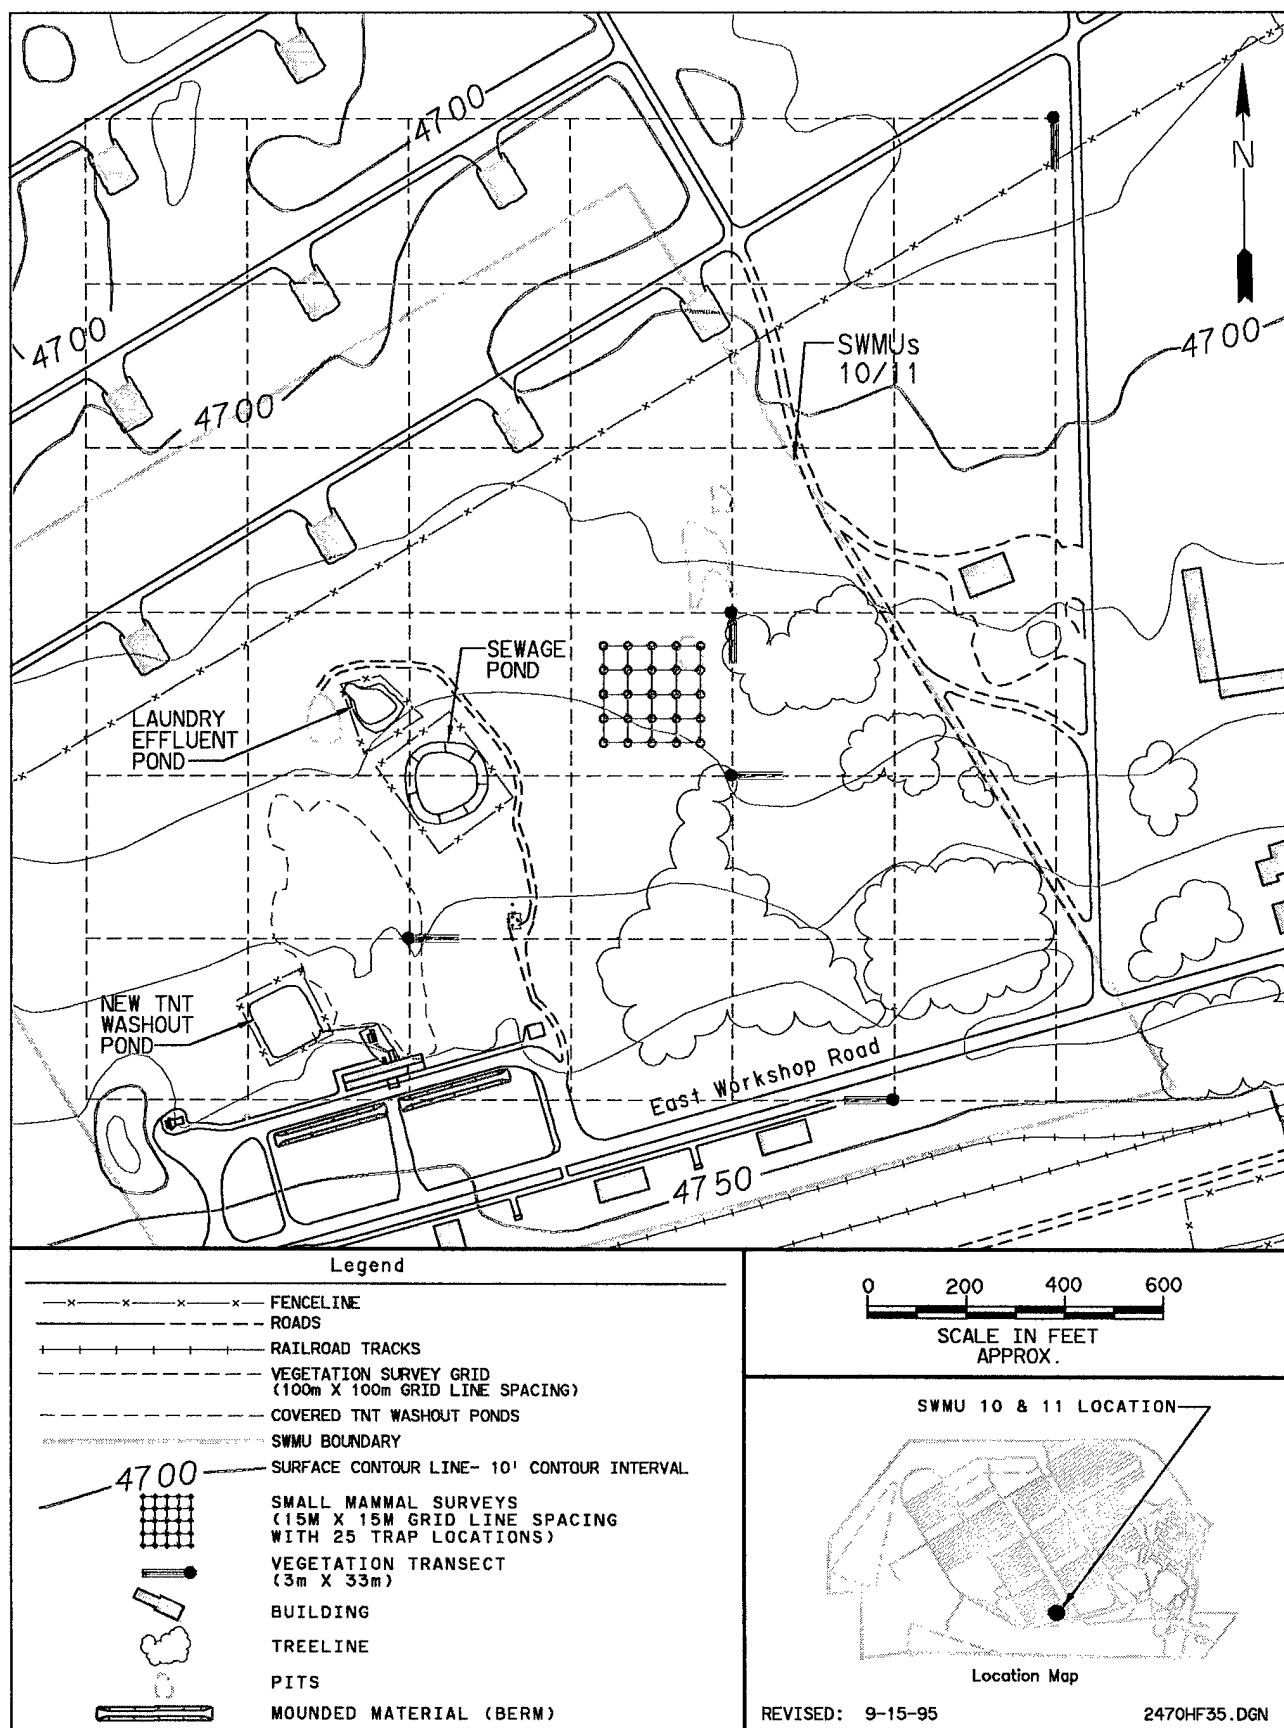 4700
N
4700
4700
4700
SWMUs
10/11
SEWAGE
POND
LAUNDRY
EFFLUENT
POND
NEW TNT
WASHOUT
POND
East Workshop Road
4750
Legend
FENCELINE
ROADS
RAILROAD TRACKS
VEGETATION SURVEY GRID
(100m X 100m GRID LINE SPACING)
COVERED TNT WASHOUT PONDS
SWMU BOUNDARY
4700
SURFACE CONTOUR LINE- 10' CONTOUR INTERVAL
SMALL MAMMAL SURVEYS
(15M X 15M GRID LINE SPACING
WITH 25 TRAP LOCATIONS)
VEGETATION TRANSECT
(3m X 33m)
BUILDING
TREELINE
PITS
MOUNDED MATERIAL (BERM)
0 200 400 600
SCALE IN FEET
APPROX.
SWMU 10 & 11 LOCATION
Location Map
REVISED: 9-15-95
2470HF35.DGN